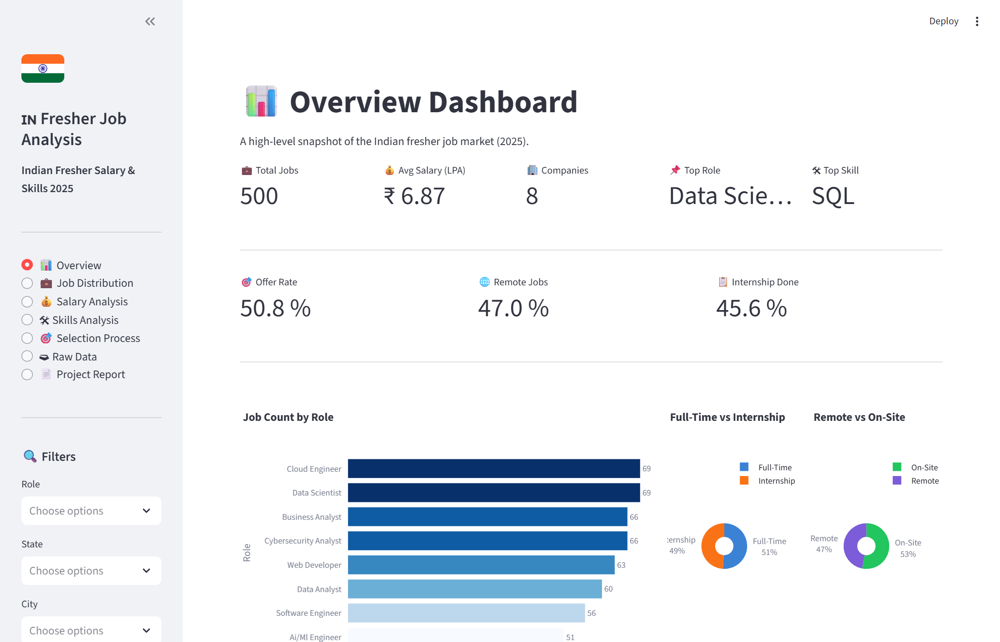 Deploy
IN Fresher Job
Analysis
Indian Fresher Salary &
Skills 2025
Overview
Job Distribution
Salary Analysis
Skills Analysis
Selection Process
Raw Data
Project Report
Filters
Role
Choose options
State
Choose options
City
Choose options
Overview Dashboard
A high-level snapshot of the Indian fresher job market (2025).
Total Jobs
500
Avg Salary (LPA)
₹ 6.87
Companies
8
Top Role
Data Scie...
Top Skill
SQL
Offer Rate
50.8 %
Remote Jobs
47.0 %
Internship Done
45.6 %
Job Count by Role
Role
Cloud Engineer 69
Data Scientist 69
Business Analyst 66
Cybersecurity Analyst 66
Web Developer 63
Data Analyst 60
Software Engineer 56
Ai/Ml Engineer 51
Full-Time vs Internship
Full-Time
Internship
ternship
49%
Full-Time
51%
Remote vs On-Site
On-Site
Remote
Remote
47%
On-Site
53%